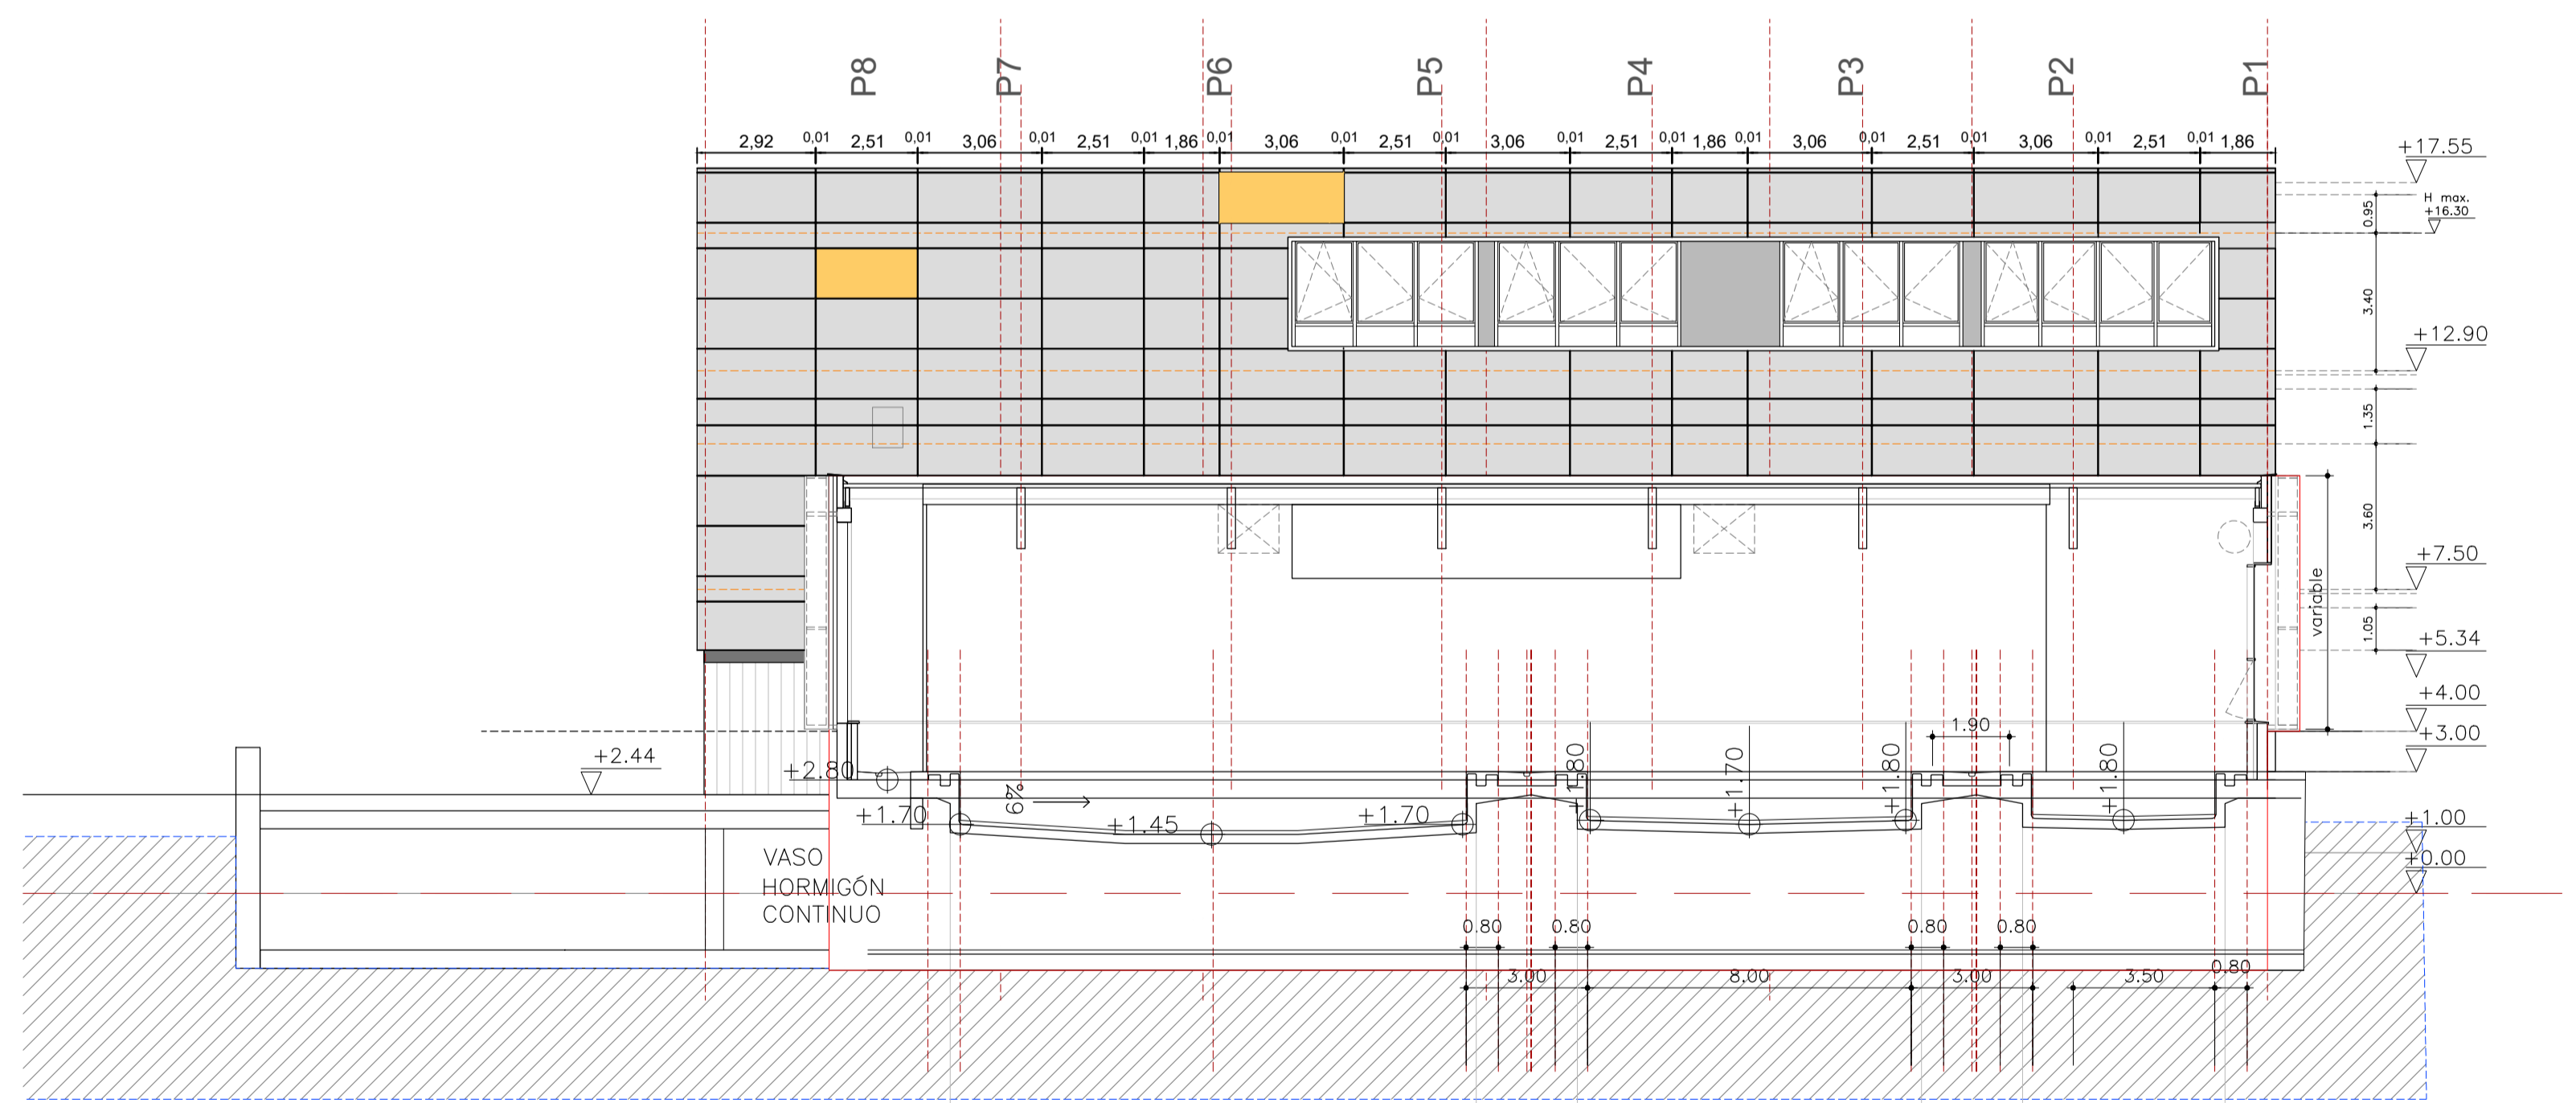 P8 P7 P6 P5 P4 P3 P2 P1
2,92 0,01 2,51 0,01 3,06 0,01 2,51 0,01 1,86 0,01 3,06 0,01 2,51 0,01 3,06 0,01 2,51 0,01 1,86 0,01 3,06 0,01 2,51 0,01 3,06 0,01 2,51 0,01 1,86
+17.55
H max.
+16.30
0.95
3.40
+12.90
1.35
3.60
+7.50
variable
1.05
+5.34
+4.00
+3.00
1.90
+2.44
+2.80
+1.80
+1.70
+1.80
+1.80
6%
+1.70
+1.45
+1.70
+1.00
+0.00
VASO
HORMIGÓN
CONTINUO
0.80 0.80 0.80 0.80
3.00 8.00 3.00 3.50 0.80